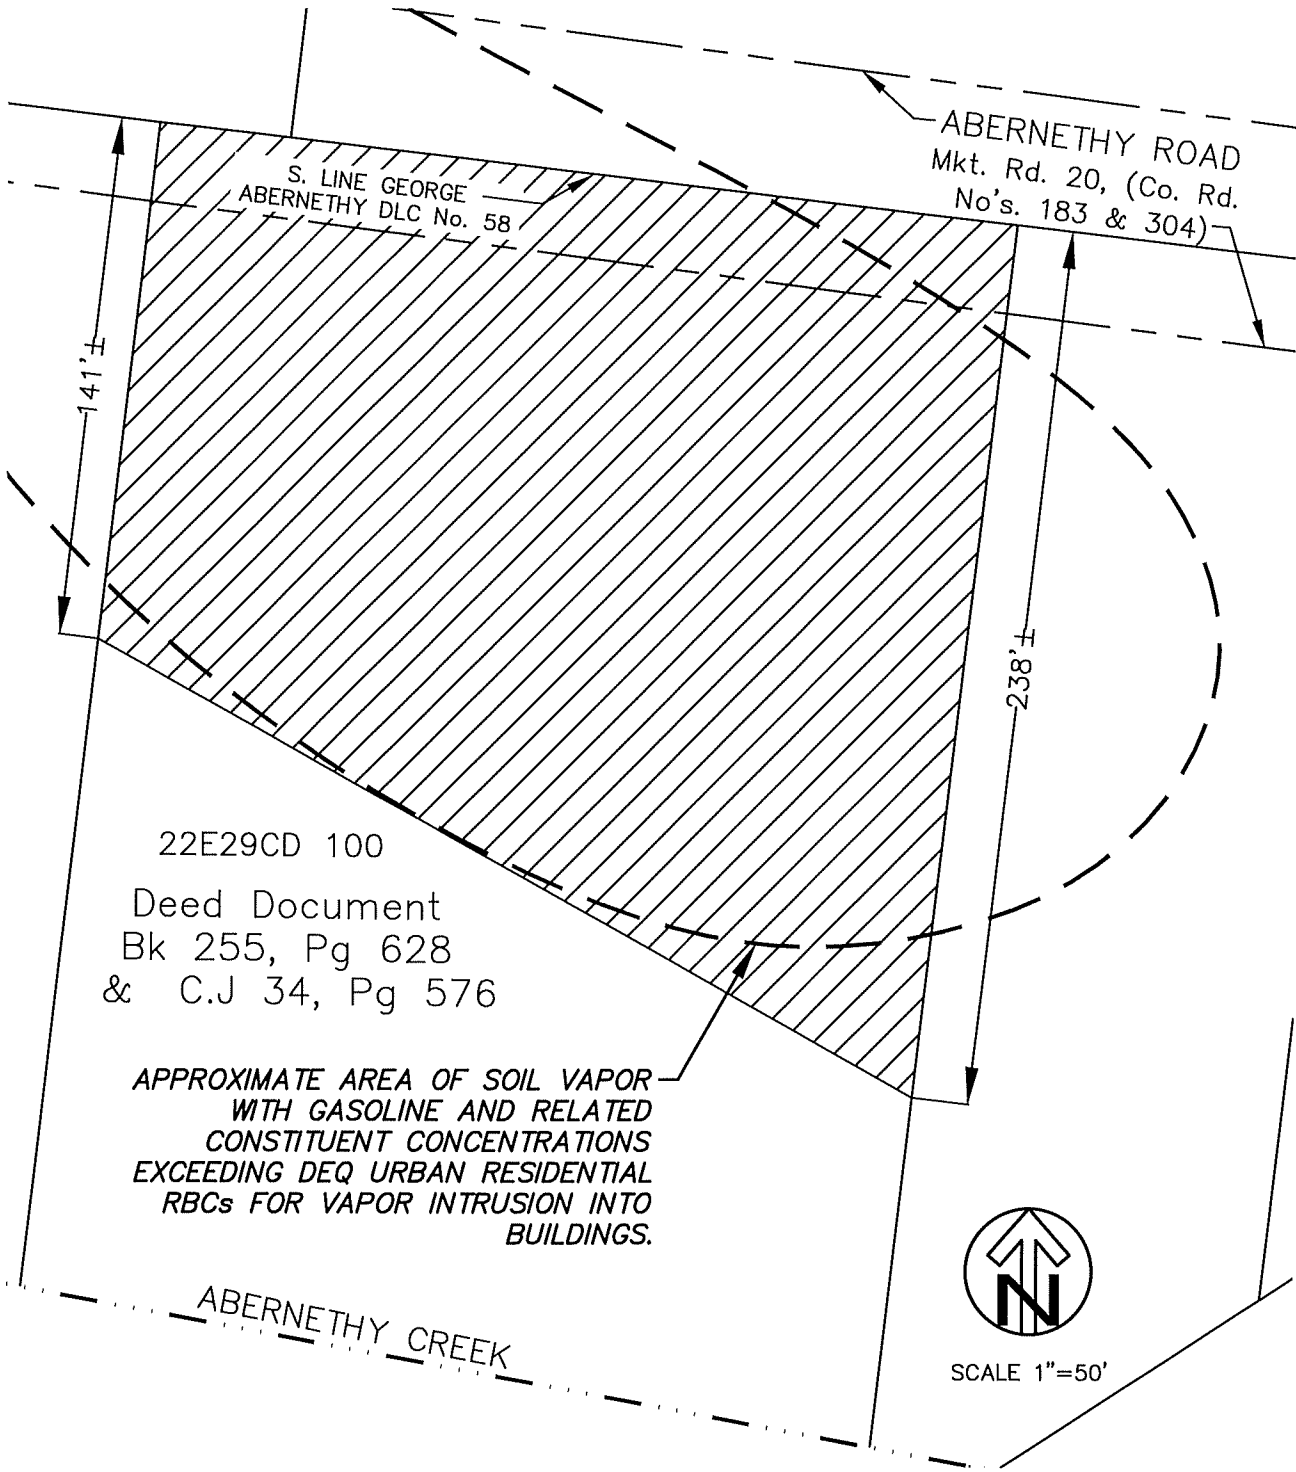 ABERNETHY ROAD
Mkt. Rd. 20, (Co. Rd.
No's. 183 & 304)
S. LINE GEORGE
ABERNETHY DLC No. 58
141'±
238'±
22E29CD 100
Deed Document
Bk 255, Pg 628
& C.J 34, Pg 576
APPROXIMATE AREA OF SOIL VAPOR
WITH GASOLINE AND RELATED
CONSTITUENT CONCENTRATIONS
EXCEEDING DEQ URBAN RESIDENTIAL
RBCs FOR VAPOR INTRUSION INTO
BUILDINGS.
ABERNETHY CREEK
N
SCALE 1"=50'